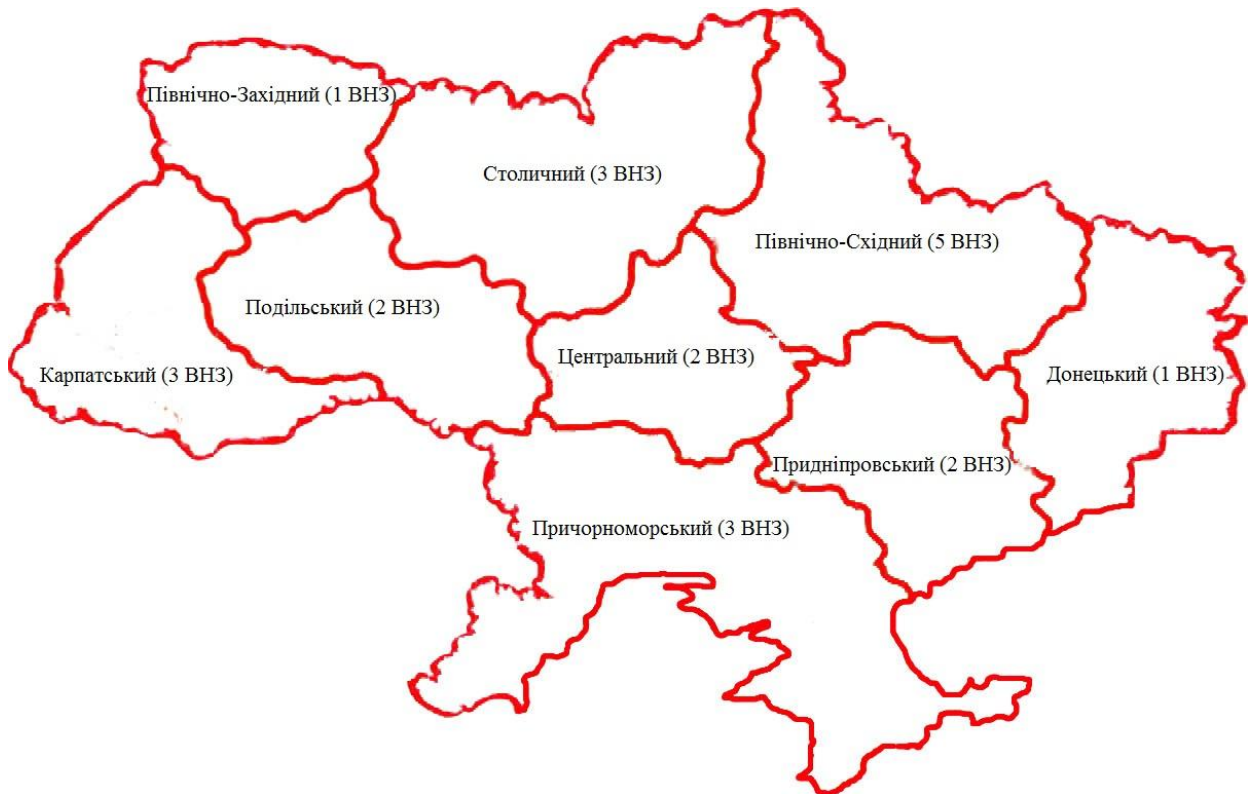 Північно-Західний (1 ВНЗ)
Столичний (3 ВНЗ)
Північно-Східний (5 ВНЗ)
Подільський (2 ВНЗ)
Центральний (2 ВНЗ)
Карпатський (3 ВНЗ)
Донецький (1 ВНЗ)
Придніпровський (2 ВНЗ)
Причорноморський (3 ВНЗ)